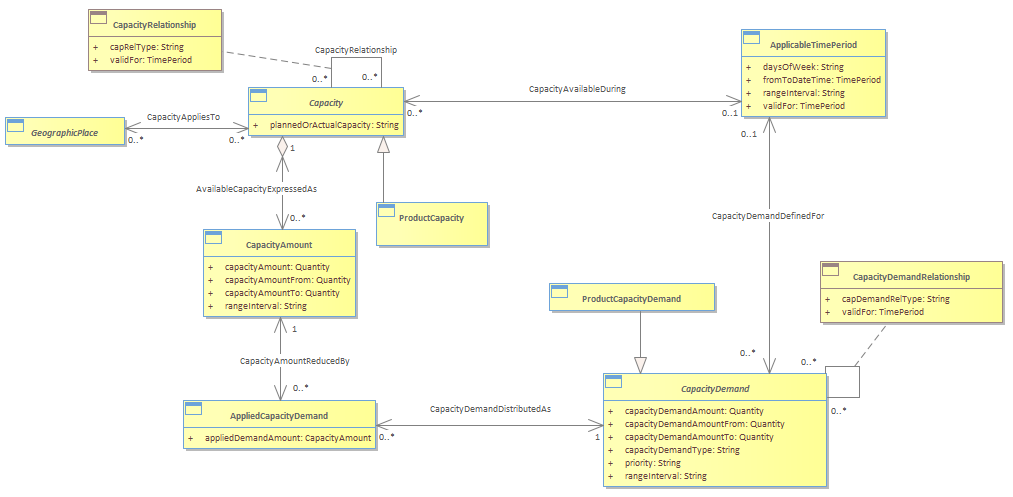 CapacityRelationship
+ capRelType: String
+ validFor: TimePeriod
CapacityRelationship
0..*
0..*
ApplicableTimePeriod
+ daysOfWeek: String
+ fromToDateTime: TimePeriod
+ rangeInterval: String
+ validFor: TimePeriod
Capacity
+ plannedOrActualCapacity: String
CapacityAvailableDuring
0..*
0..1
GeographicPlace
CapacityAppliesTo
0..*
0..*
1
0..1
AvailableCapacityExpressedAs
0..*
ProductCapacity
CapacityDemandDefinedFor
CapacityAmount
+ capacityAmount: Quantity
+ capacityAmountFrom: Quantity
+ capacityAmountTo: Quantity
+ rangeInterval: String
CapacityDemandRelationship
+ capDemandRelType: String
+ validFor: TimePeriod
ProductCapacityDemand
1
CapacityAmountReducedBy
0..*
0..*
0..*
0..*
CapacityDemand
+ capacityDemandAmount: Quantity
+ capacityDemandAmountFrom: Quantity
+ capacityDemandAmountTo: Quantity
+ capacityDemandType: String
+ priority: String
+ rangeInterval: String
AppliedCapacityDemand
+ appliedDemandAmount: CapacityAmount
CapacityDemandDistributedAs
0..*
1